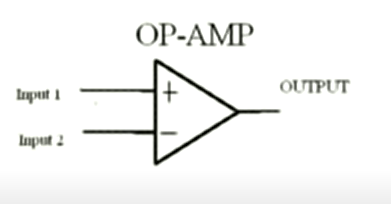 OP-AMP
Input 1
+
OUTPUT
Input 2
−